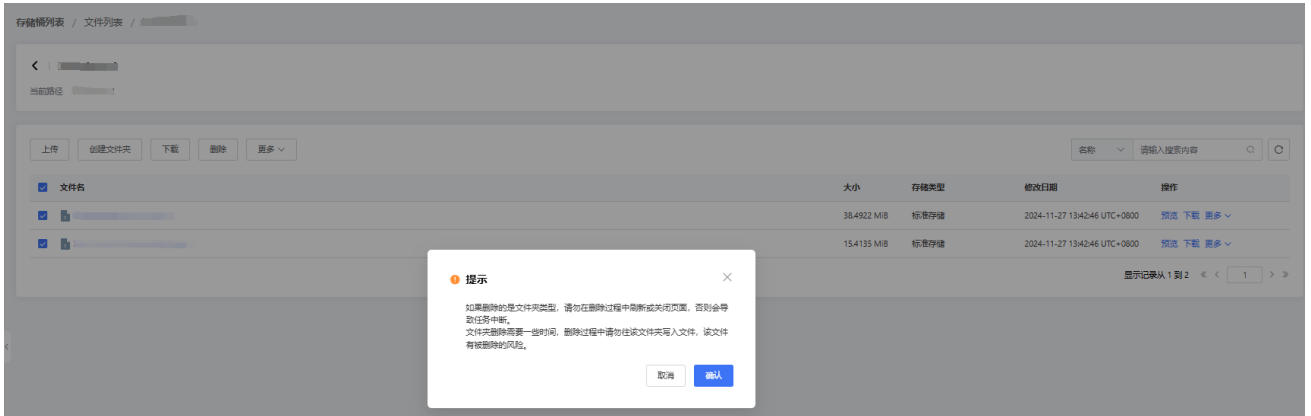 存储桶列表 / 文件列表 /
当前路径
上传 创建文件夹 下载 删除 更多
名称 请输入搜索内容
文件名 大小 存储类型 修改日期 操作
38.4922 MiB 标准存储 2024-11-27 13:42:46 UTC+0800 预览 下载 更多
15.4135 MiB 标准存储 2024-11-27 13:42:46 UTC+0800 预览 下载 更多
显示记录从 1 到 2 1
提示
如果删除的是文件夹类型，请勿在删除过程中刷新或关闭页面，否则会导
致任务中断。
文件夹删除需要一些时间，删除过程中请勿往该文件夹写入文件，该文件
有被删除的风险。
取消 确认